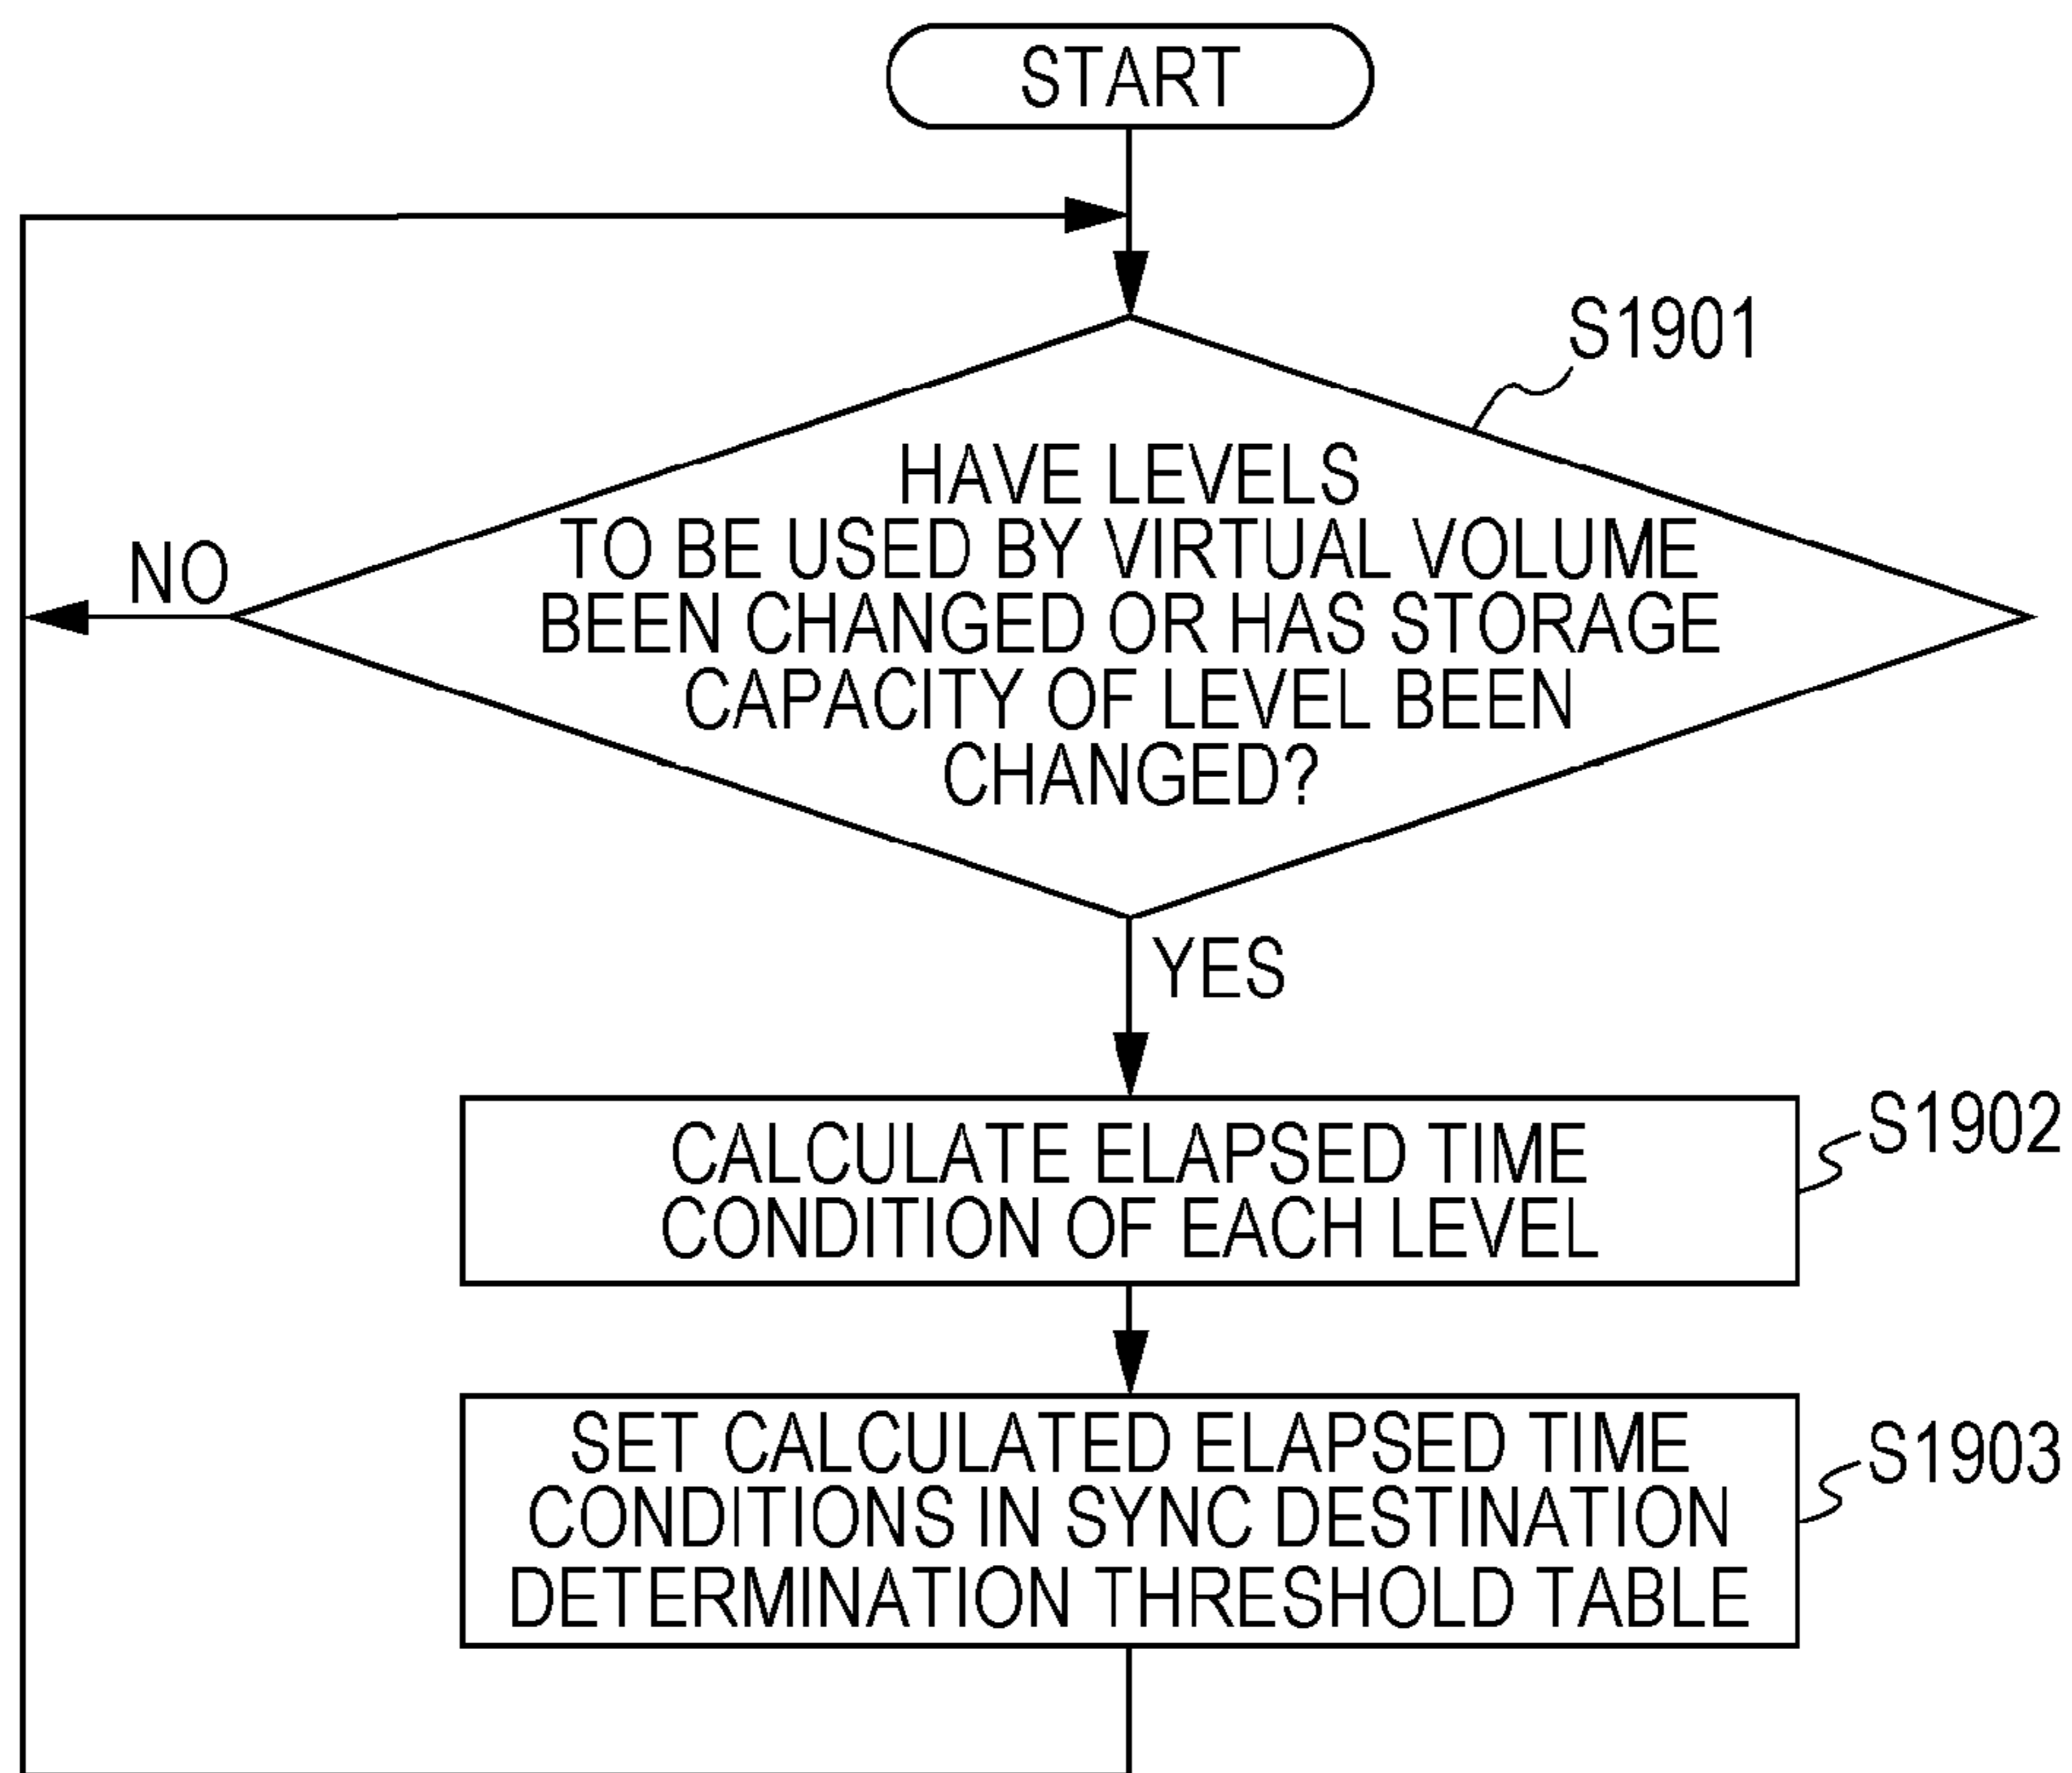 START
S1901
HAVE LEVELS
TO BE USED BY VIRTUAL VOLUME
BEEN CHANGED OR HAS STORAGE
CAPACITY OF LEVEL BEEN
CHANGED?
NO
YES
CALCULATE ELAPSED TIME
CONDITION OF EACH LEVEL
S1902
SET CALCULATED ELAPSED TIME
CONDITIONS IN SYNC DESTINATION
DETERMINATION THRESHOLD TABLE
S1903